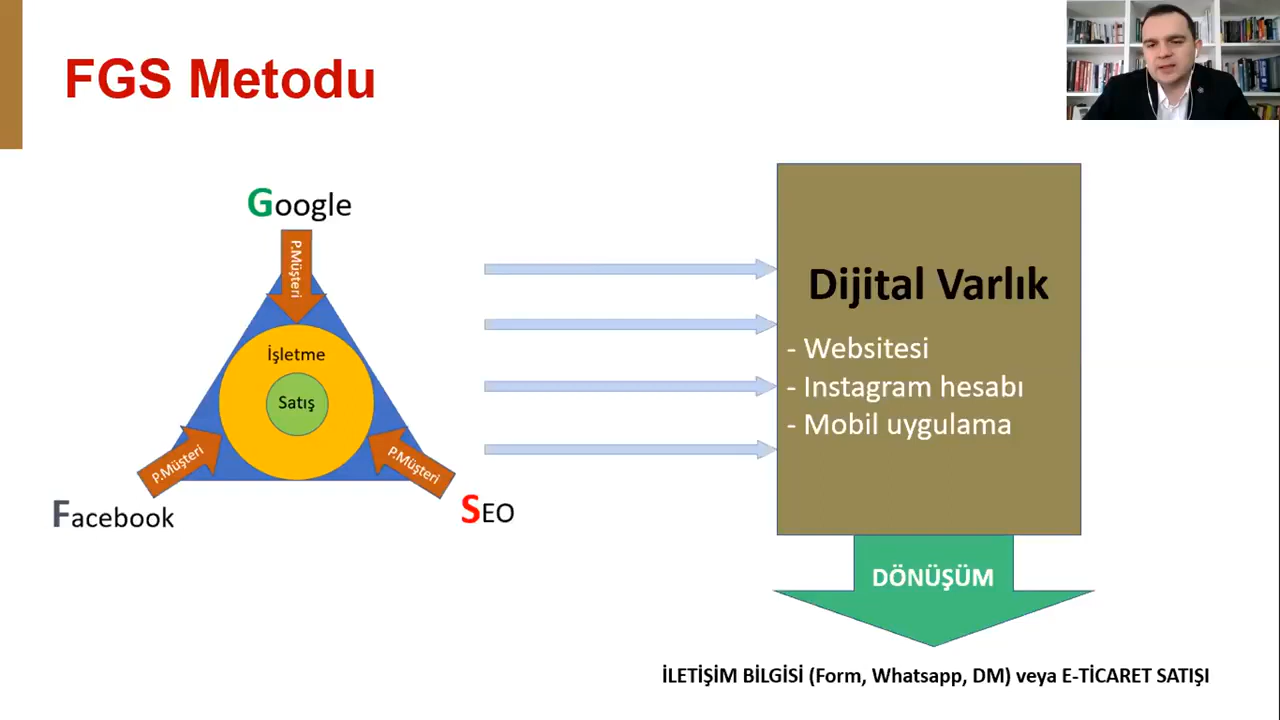 FGS Metodu
Google
P.Müşteri
İşletme
Satış
P.Müşteri
P.Müşteri
Facebook
SEO
Dijital Varlık
- Websitesi
- Instagram hesabı
- Mobil uygulama
DÖNÜŞÜM
İLETİŞİM BİLGİSİ (Form, Whatsapp, DM) veya E-TİCARET SATIŞI